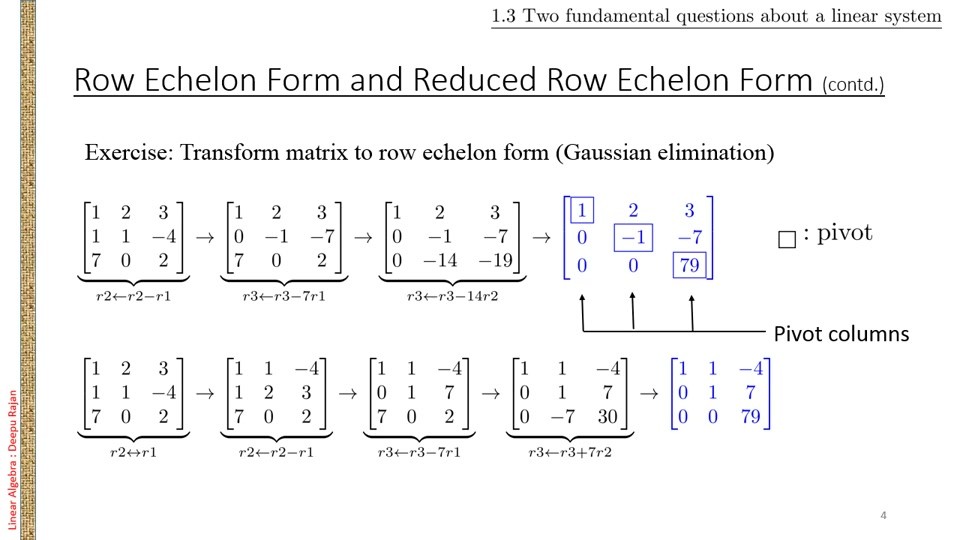 1.3 Two fundamental questions about a linear system
Row Echelon Form and Reduced Row Echelon Form (contd.)
Exercise: Transform matrix to row echelon form (Gaussian elimination)
[1 2 3; 1 1 −4; 7 0 2] → [1 2 3; 0 −1 −7; 7 0 2] → [1 2 3; 0 −1 −7; 0 −14 −19] → [1 2 3; 0 −1 −7; 0 0 79]
□ : pivot
r2←r2−r1 r3←r3−7r1 r3←r3−14r2
Pivot columns
[1 2 3; 1 1 −4; 7 0 2] → [1 1 −4; 1 2 3; 7 0 2] → [1 1 −4; 0 1 7; 7 0 2] → [1 1 −4; 0 1 7; 0 −7 30] → [1 1 −4; 0 1 7; 0 0 79]
r2↔r1 r2←r2−r1 r3←r3−7r1 r3←r3+7r2
Linear Algebra : Deepu Rajan
4